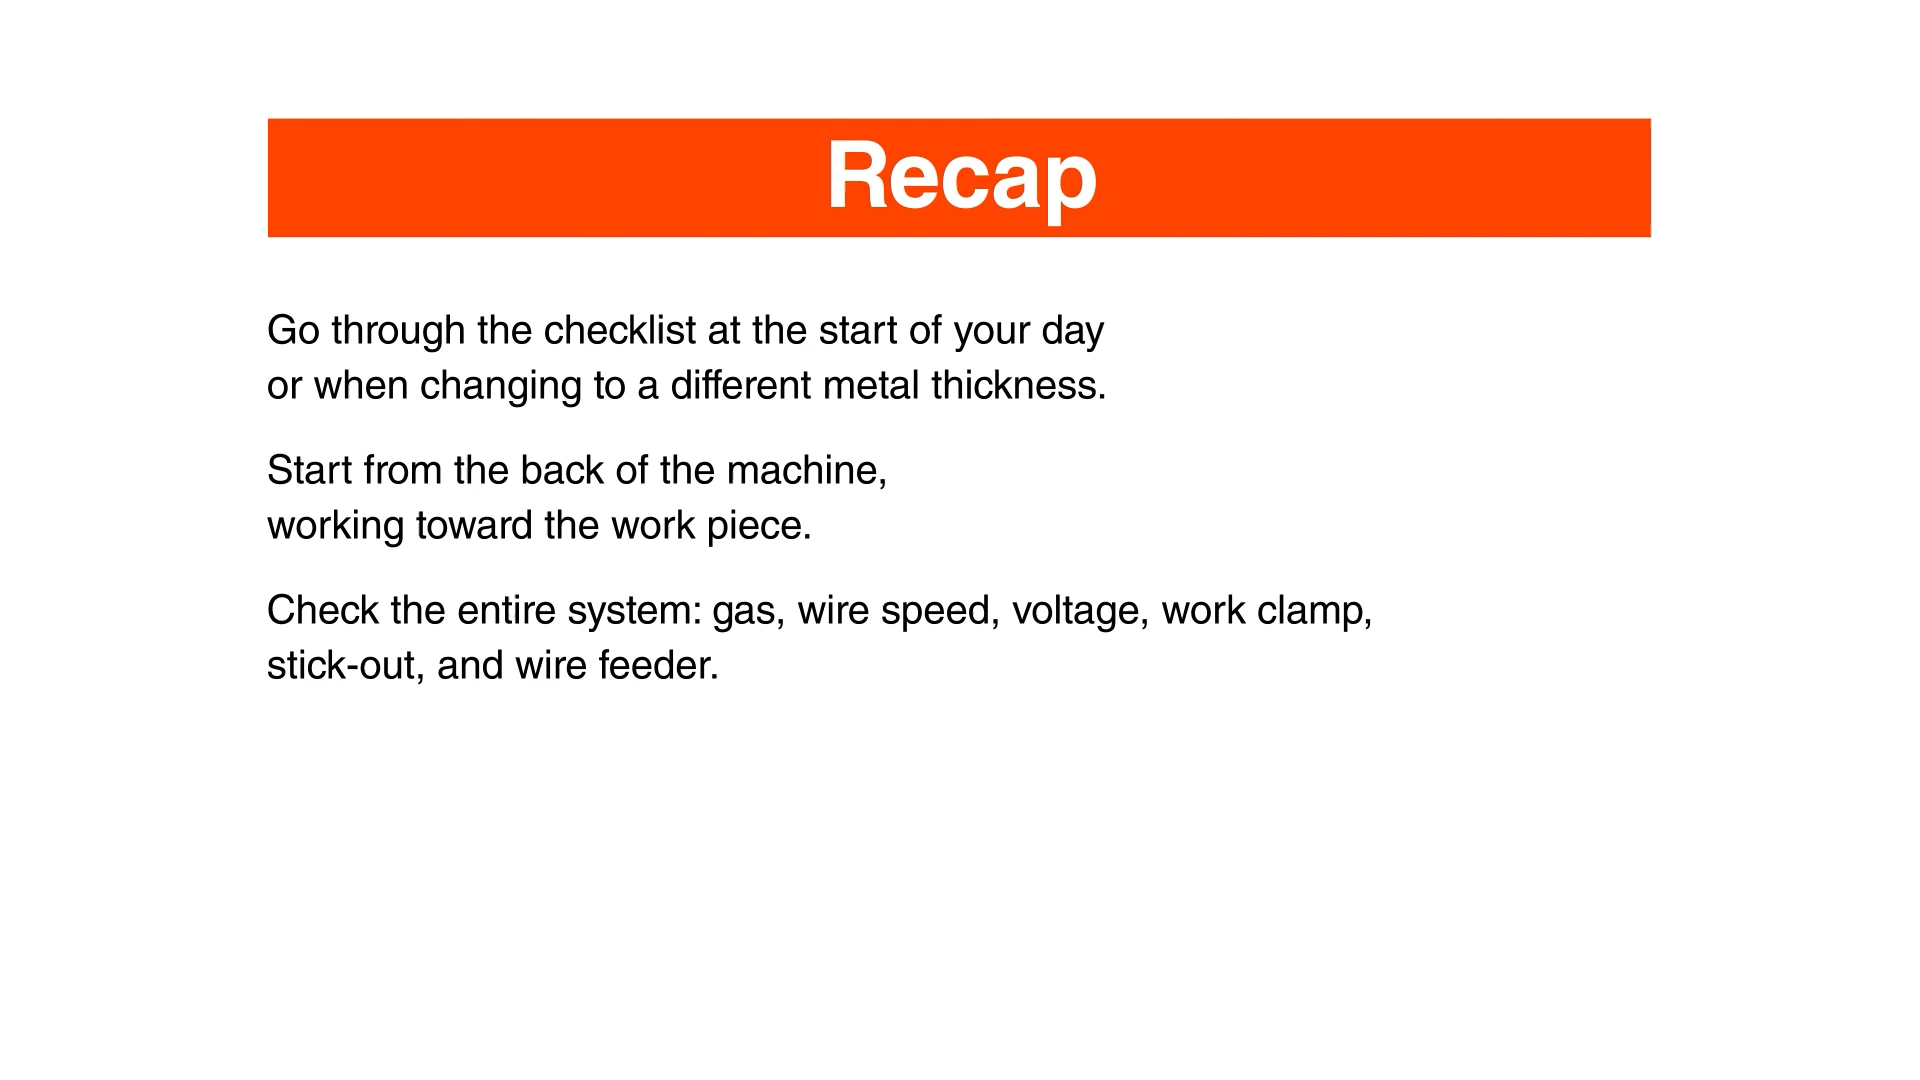 Recap
Go through the checklist at the start of your day
or when changing to a different metal thickness.
Start from the back of the machine,
working toward the work piece.
Check the entire system: gas, wire speed, voltage, work clamp,
stick-out, and wire feeder.